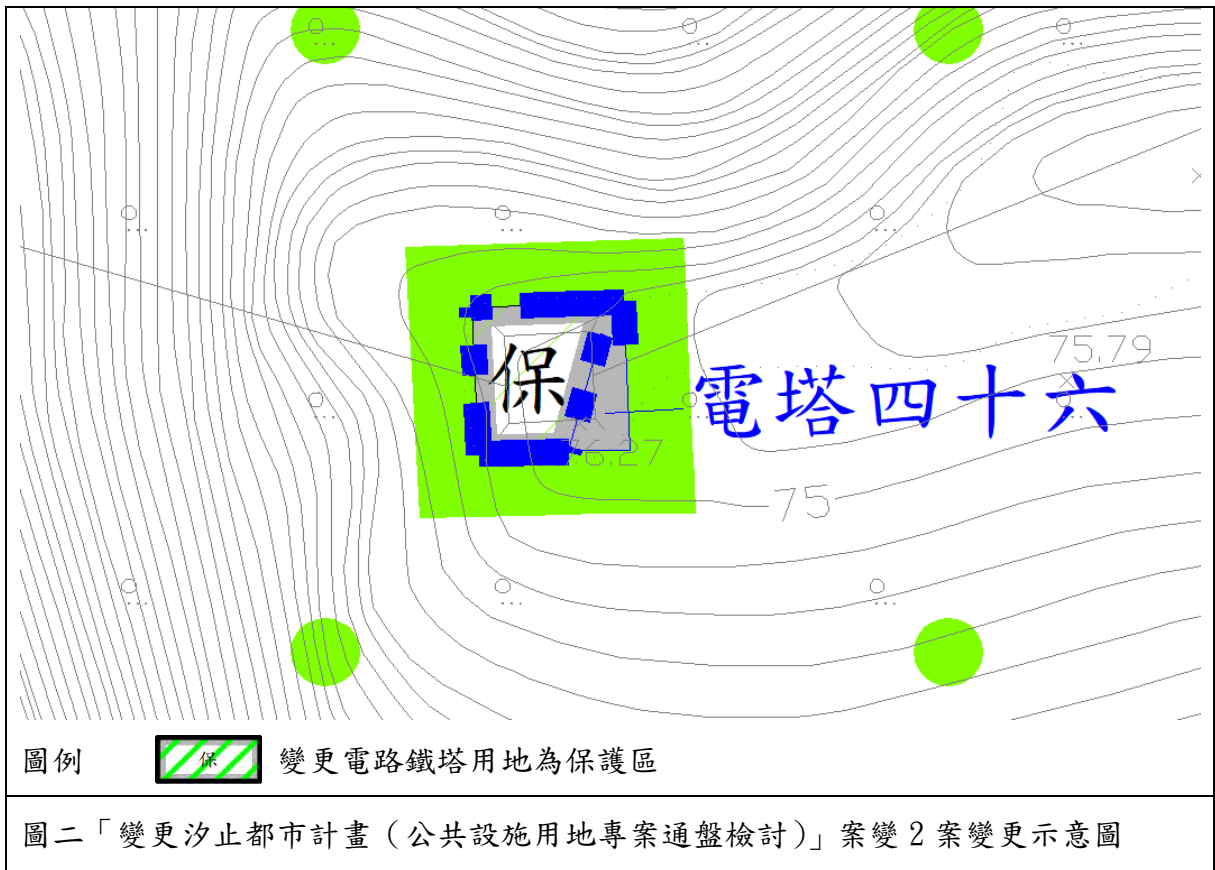 75.79
保
電塔四十六
76.27
75
圖例 保 變更電路鐵塔用地為保護區
圖二「變更汐止都市計畫（公共設施用地專案通盤檢討）」案變 2 案變更示意圖